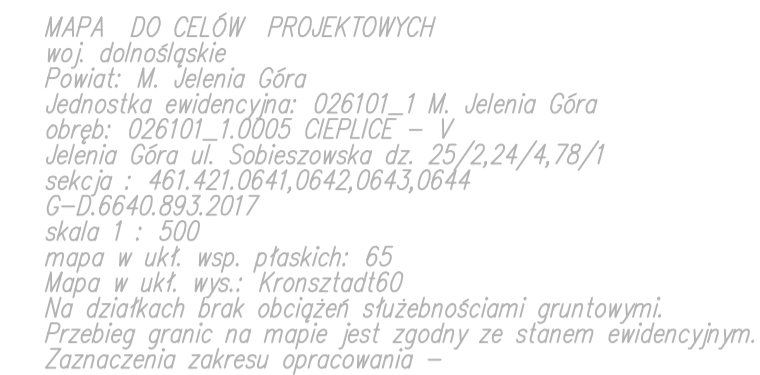 MAPA DO CELÓW PROJEKTOWYCH
woj. dolnośląskie
Powiat: M. Jelenia Góra
Jednostka ewidencyjna: 026101_1 M. Jelenia Góra
obręb: 026101_1.0005 CIEPLICE – V
Jelenia Góra ul. Sobieszowska dz. 25/2,24/4,78/1
sekcja : 461.421.0641,0642,0643,0644
G–D.6640.893.2017
skala 1 : 500
mapa w ukł. wsp. płaskich: 65
Mapa w ukł. wys.: Kronsztadt60
Na działkach brak obciążeń służebnościami gruntowymi.
Przebieg granic na mapie jest zgodny ze stanem ewidencyjnym.
Zaznaczenia zakresu opracowania –